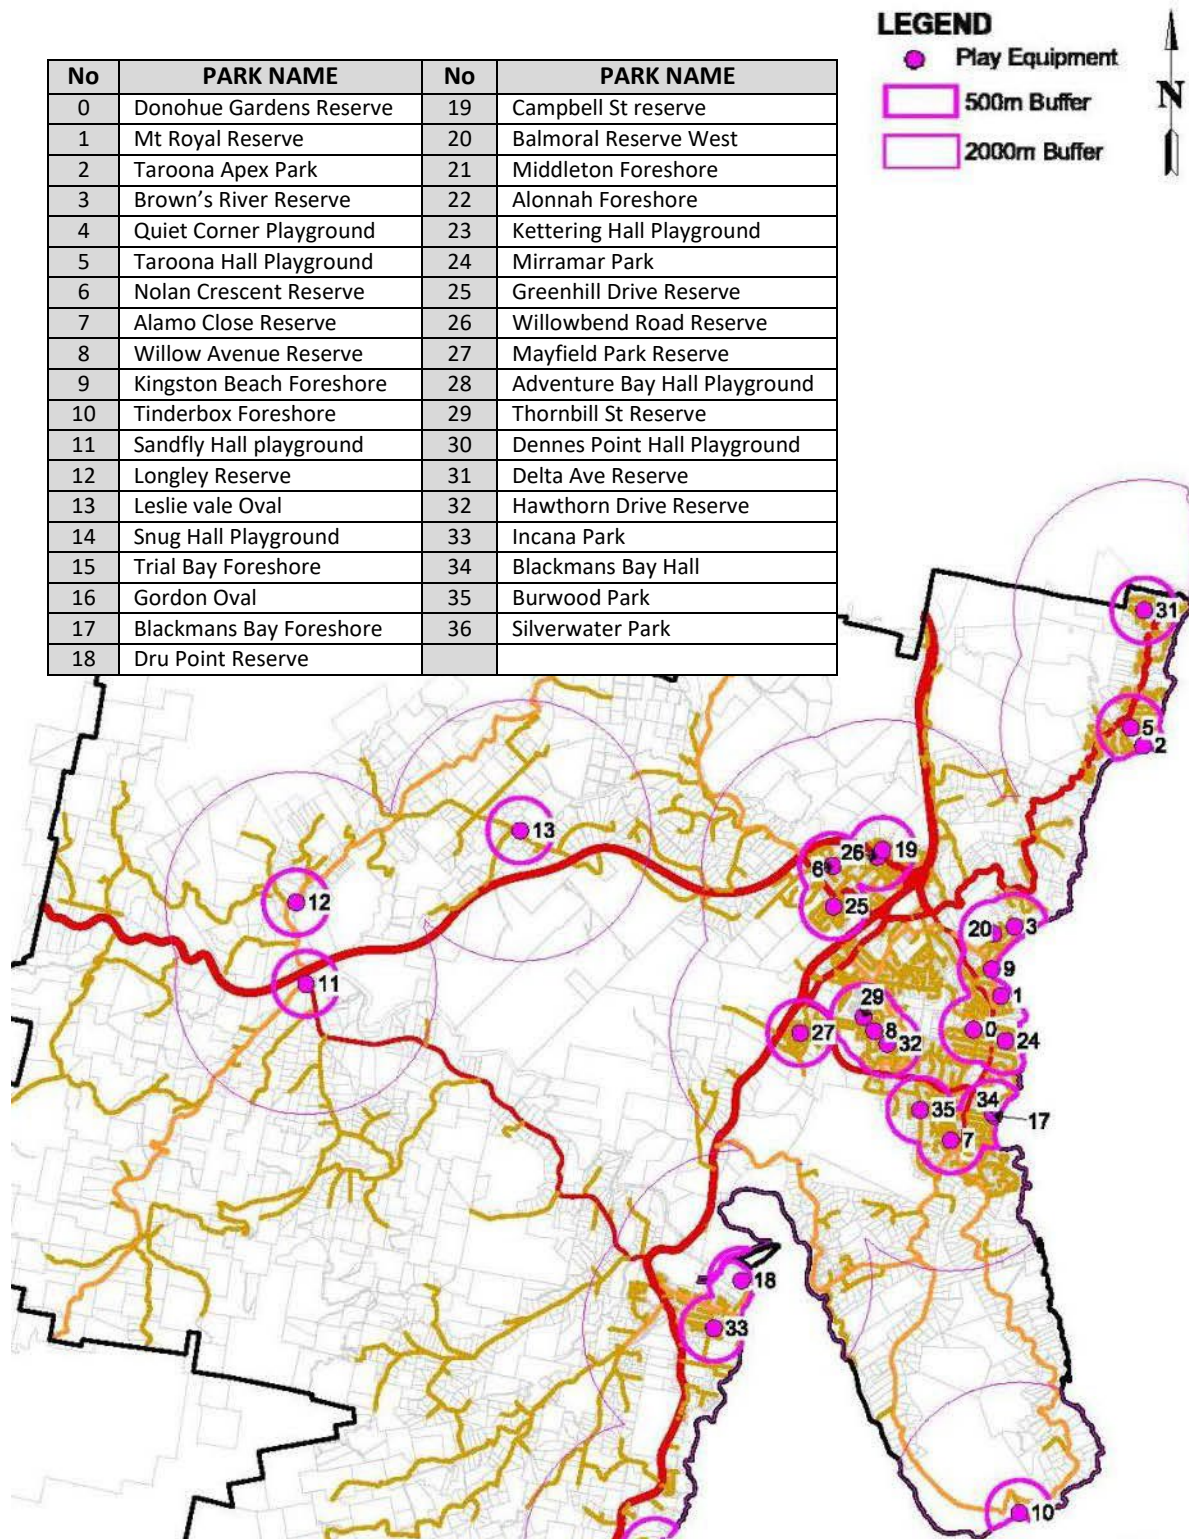 LEGEND
Play Equipment
500m Buffer
2000m Buffer
N
No PARK NAME No PARK NAME
0 Donohue Gardens Reserve 19 Campbell St reserve
1 Mt Royal Reserve 20 Balmoral Reserve West
2 Taroona Apex Park 21 Middleton Foreshore
3 Brown’s River Reserve 22 Alonnah Foreshore
4 Quiet Corner Playground 23 Kettering Hall Playground
5 Taroona Hall Playground 24 Mirramar Park
6 Nolan Crescent Reserve 25 Greenhill Drive Reserve
7 Alamo Close Reserve 26 Willowbend Road Reserve
8 Willow Avenue Reserve 27 Mayfield Park Reserve
9 Kingston Beach Foreshore 28 Adventure Bay Hall Playground
10 Tinderbox Foreshore 29 Thornbill St Reserve
11 Sandfly Hall playground 30 Dennes Point Hall Playground
12 Longley Reserve 31 Delta Ave Reserve
13 Leslie vale Oval 32 Hawthorn Drive Reserve
14 Snug Hall Playground 33 Incana Park
15 Trial Bay Foreshore 34 Blackmans Bay Hall
16 Gordon Oval 35 Burwood Park
17 Blackmans Bay Foreshore 36 Silverwater Park
18 Dru Point Reserve
31
5
2
13
26 19
6
12
25
20 3
9
11
1
29
27 8 0
32 24
35 34
17
7
18
33
10